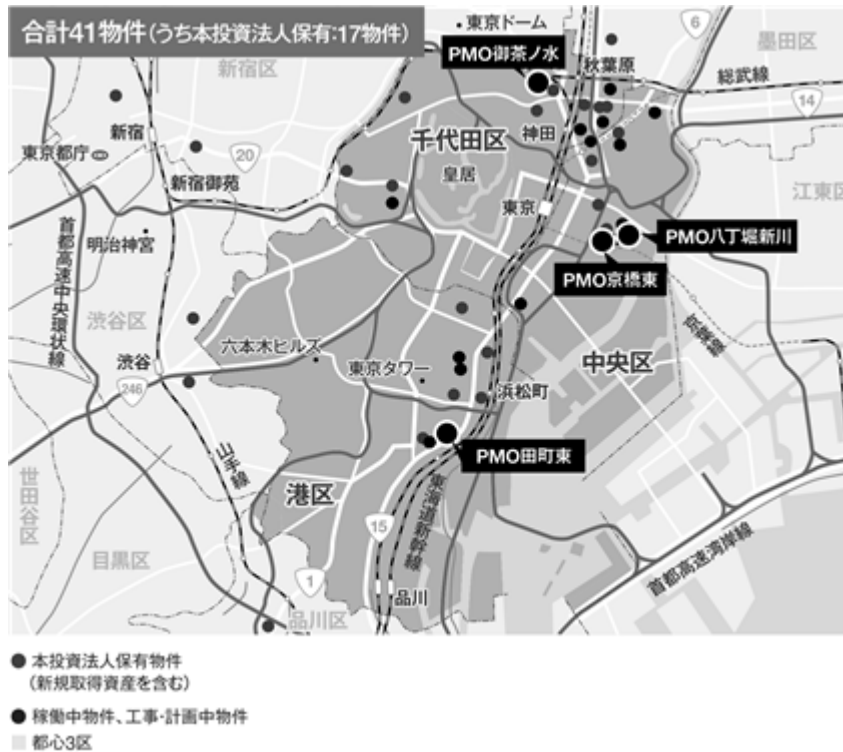 合計41物件(うち本投資法人保有:17物件)
東京ドーム
PMO御茶ノ水
秋葉原
6
墨田区
総武線
14
新宿区
新宿
東京都庁
20
千代田区
神田
皇居
新宿御苑
江東区
東京
PMO八丁堀新川
明治神宮
首都高速中央環状線
PMO京橋東
渋谷区
京葉線
六本木ヒルズ
東京タワー
中央区
渋谷
246
浜松町
山手線
PMO田町東
世田谷区
港区
15
東海道新幹線
目黒区
1
品川
首都高速湾岸線
品川区
本投資法人保有物件
(新規取得資産を含む)
稼働中物件、工事・計画中物件
都心3区